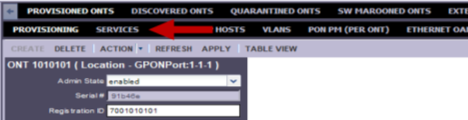 PROVISIONED ONTS DISCOVERED ONTS QUARANTINED ONTS SW MAROONED ONTS EXT
PROVISIONING SERVICES HOSTS VLANS PON PM (PER ONT) ETHERNET OA
CREATE DELETE ACTION REFRESH APPLY TABLE VIEW
ONT 1010101 ( Location - GPONPort:1-1-1 )
Admin State enabled
Serial # 91b48e
Registration ID 7001010101